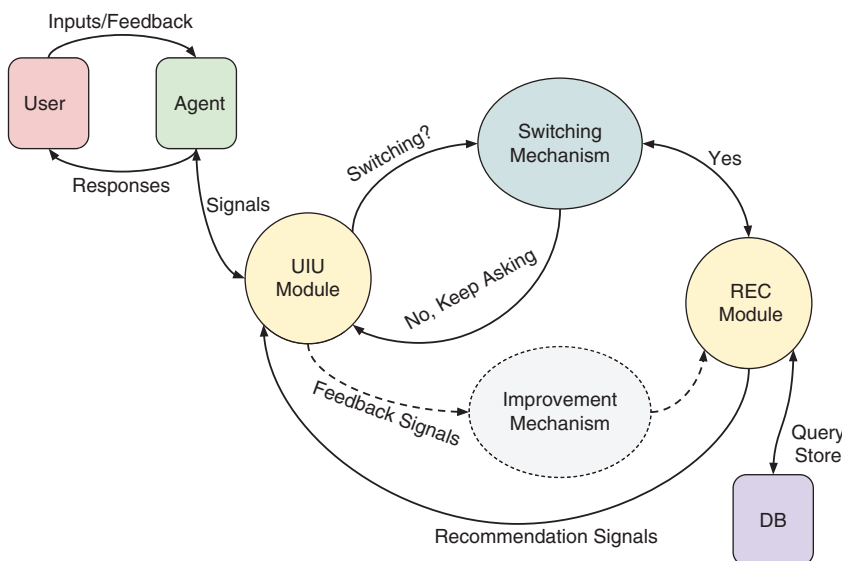 Inputs/Feedback
User
Agent
Responses
Signals
Switching?
Switching
Mechanism
Yes
UIU
Module
No, Keep Asking
REC
Module
Feedback Signals
Improvement
Mechanism
Query
Store
DB
Recommendation Signals